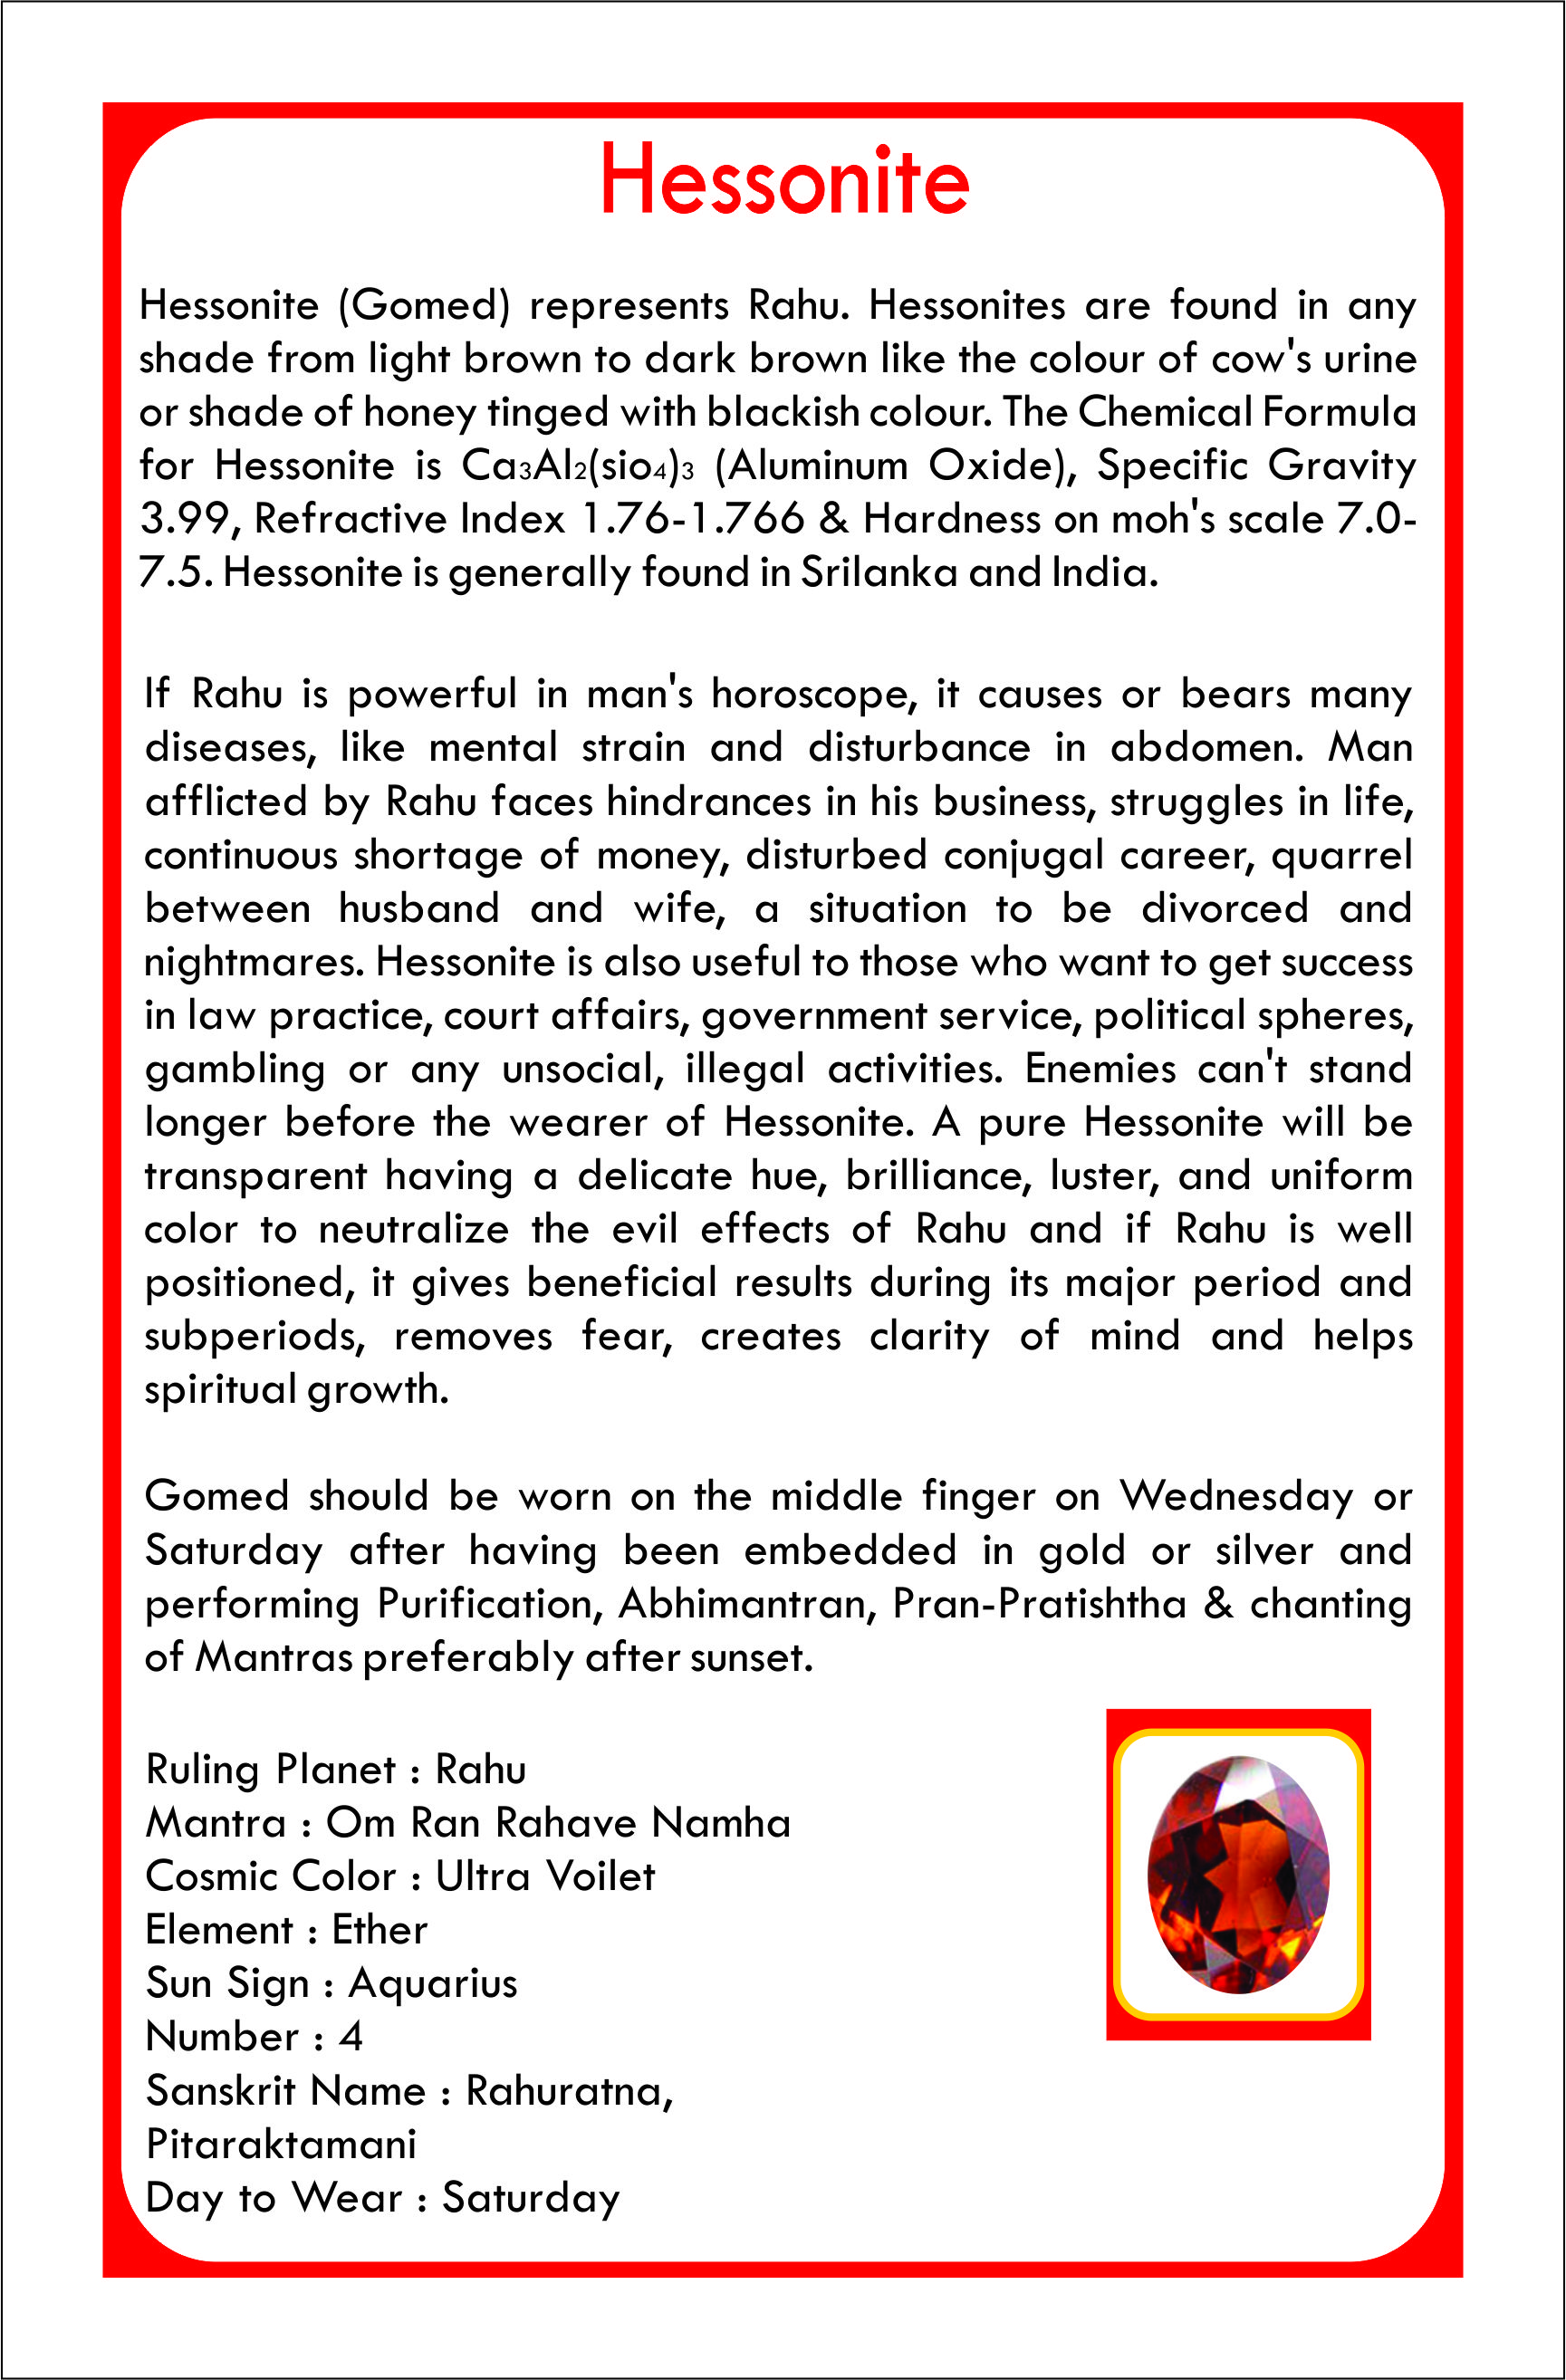 Hessonite
Hessonite (Gomed) represents Rahu. Hessonites are found in any
shade from light brown to dark brown like the colour of cow's urine
or shade of honey tinged with blackish colour. The Chemical Formula
for Hessonite is Ca₃Al₂(sio₄)₃ (Aluminum Oxide), Specific Gravity
3.99, Refractive Index 1.76-1.766 & Hardness on moh's scale 7.0-
7.5. Hessonite is generally found in Srilanka and India.
If Rahu is powerful in man's horoscope, it causes or bears many
diseases, like mental strain and disturbance in abdomen. Man
afflicted by Rahu faces hindrances in his business, struggles in life,
continuous shortage of money, disturbed conjugal career, quarrel
between husband and wife, a situation to be divorced and
nightmares. Hessonite is also useful to those who want to get success
in law practice, court affairs, government service, political spheres,
gambling or any unsocial, illegal activities. Enemies can't stand
longer before the wearer of Hessonite. A pure Hessonite will be
transparent having a delicate hue, brilliance, luster, and uniform
color to neutralize the evil effects of Rahu and if Rahu is well
positioned, it gives beneficial results during its major period and
subperiods, removes fear, creates clarity of mind and helps
spiritual growth.
Gomed should be worn on the middle finger on Wednesday or
Saturday after having been embedded in gold or silver and
performing Purification, Abhimantran, Pran-Pratishtha & chanting
of Mantras preferably after sunset.
Ruling Planet : Rahu
Mantra : Om Ran Rahave Namha
Cosmic Color : Ultra Voilet
Element : Ether
Sun Sign : Aquarius
Number : 4
Sanskrit Name : Rahuratna,
Pitaraktamani
Day to Wear : Saturday